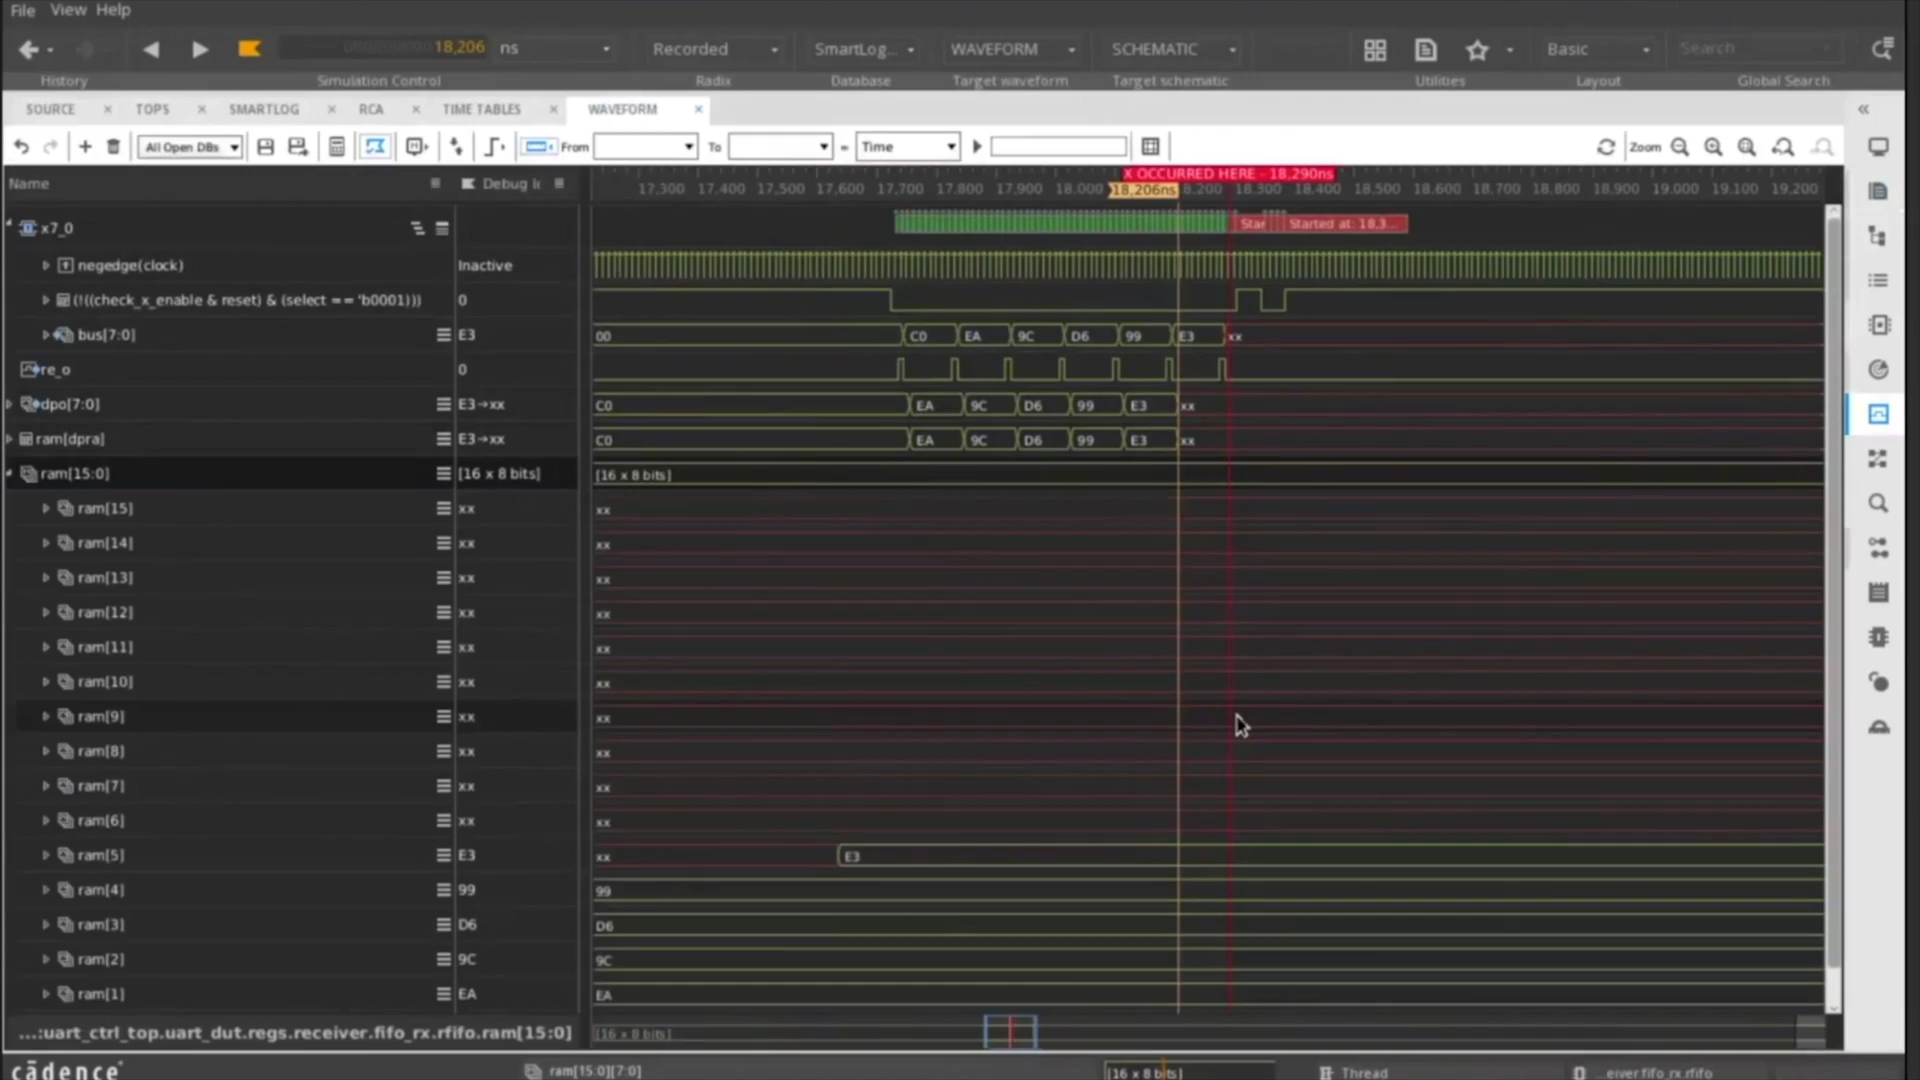 File View Help
18,206 ns Recorded SmartLog... WAVEFORM SCHEMATIC Basic Search
History Simulation Control Radix Database Target waveform Target schematic Utilities Layout Global Search
SOURCE × TOPS × SMARTLOG × RCA × TIME TABLES × WAVEFORM ×
All Open DBs From To = Time Zoom
X OCCURRED HERE - 18,290ns
Name Debug 17,300 17,400 17,500 17,600 17,700 17,800 17,900 18,000 18,206ns 18,300 18,400 18,500 18,600 18,700 18,800 18,900 19,000 19,100 19,200
x7_0 Star Started at: 18,3...
negedge(clock) Inactive
(!((check_x_enable & reset) & (select == 'b0001))) 0
bus[7:0] E3 00 C0 EA 9C D6 99 E3 xx
re_o 0
dpo[7:0] E3→xx C0 EA 9C D6 99 E3 xx
ram[dpra] E3→xx C0 EA 9C D6 99 E3 xx
ram[15:0] [16 x 8 bits] [16 x 8 bits]
ram[15] xx xx
ram[14] xx xx
ram[13] xx xx
ram[12] xx xx
ram[11] xx xx
ram[10] xx xx
ram[9] xx xx
ram[8] xx xx
ram[7] xx xx
ram[6] xx xx
ram[5] E3 xx E3
ram[4] 99 99
ram[3] D6 D6
ram[2] 9C 9C
ram[1] EA EA
...:uart_ctrl_top.uart_dut.regs.receiver.fifo_rx.rfifo.ram[15:0] [16 x 8 bits]
cādence ram[15:0][7:0] [16 x 8 bits] Thread ...eiver.fifo_rx.rfifo